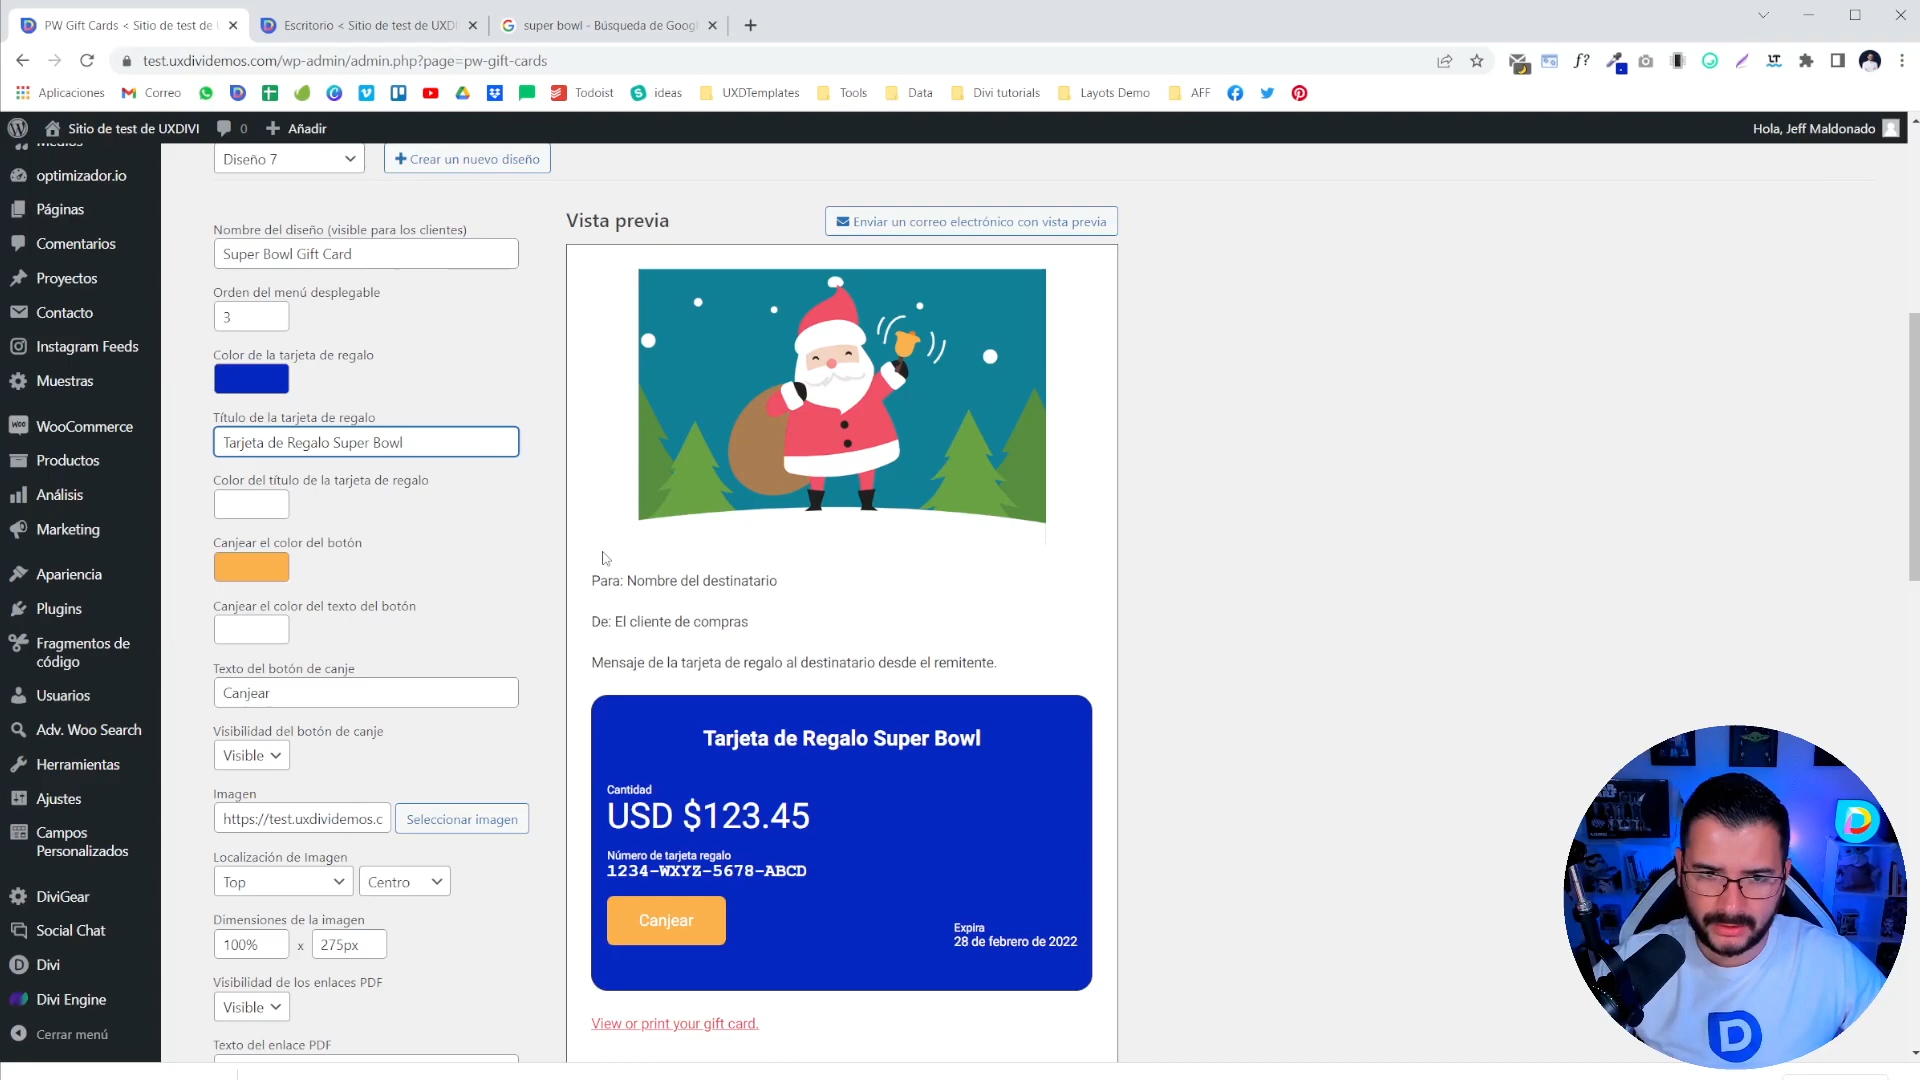 PW Gift Cards < Sitio de test de
Escritorio < Sitio de test de UXDI
super bowl - Búsqueda de Googl
test.uxdividemos.com/wp-admin/admin.php?page=pw-gift-cards
Aplicaciones
Correo
Todoist
ideas
UXDTemplates
Tools
Data
Divi tutorials
Layots Demo
AFF
Sitio de test de UXDIVI
0
Añadir
Hola, Jeff Maldonado
Medios
optimizador.io
Páginas
Comentarios
Proyectos
Contacto
Instagram Feeds
Muestras
WooCommerce
Productos
Análisis
Marketing
Apariencia
Plugins
Fragmentos de
código
Usuarios
Adv. Woo Search
Herramientas
Ajustes
Campos
Personalizados
DiviGear
Social Chat
Divi
Divi Engine
Cerrar menú
Diseño 7
Crear un nuevo diseño
Nombre del diseño (visible para los clientes)
Super Bowl Gift Card
Orden del menú desplegable
3
Color de la tarjeta de regalo
Título de la tarjeta de regalo
Tarjeta de Regalo Super Bowl
Color del título de la tarjeta de regalo
Canjear el color del botón
Canjear el color del texto del botón
Texto del botón de canje
Canjear
Visibilidad del botón de canje
Visible
Imagen
https://test.uxdividemos.c
Seleccionar imagen
Localización de Imagen
Top
Centro
Dimensiones de la imagen
100%
x
275px
Visibilidad de los enlaces PDF
Visible
Texto del enlace PDF
Vista previa
Enviar un correo electrónico con vista previa
Para: Nombre del destinatario
De: El cliente de compras
Mensaje de la tarjeta de regalo al destinatario desde el remitente.
Tarjeta de Regalo Super Bowl
Cantidad
USD $123.45
Número de tarjeta regalo
1234-WXYZ-5678-ABCD
Canjear
Expira
28 de febrero de 2022
View or print your gift card.